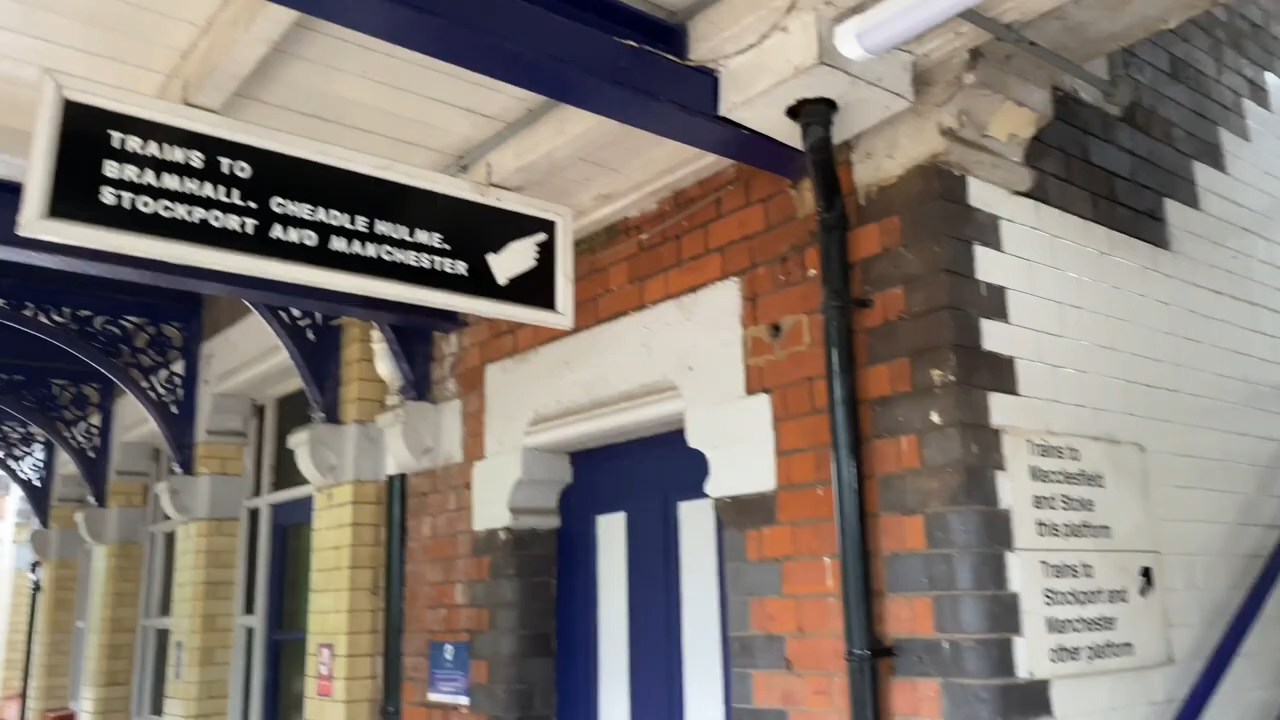 TRAINS TO
BRAMHALL. CHEADLE HULME.
STOCKPORT AND MANCHESTER
Trains to
Macclesfield
and Stoke
this platform
Trains to
Stockport and
Manchester
other platform